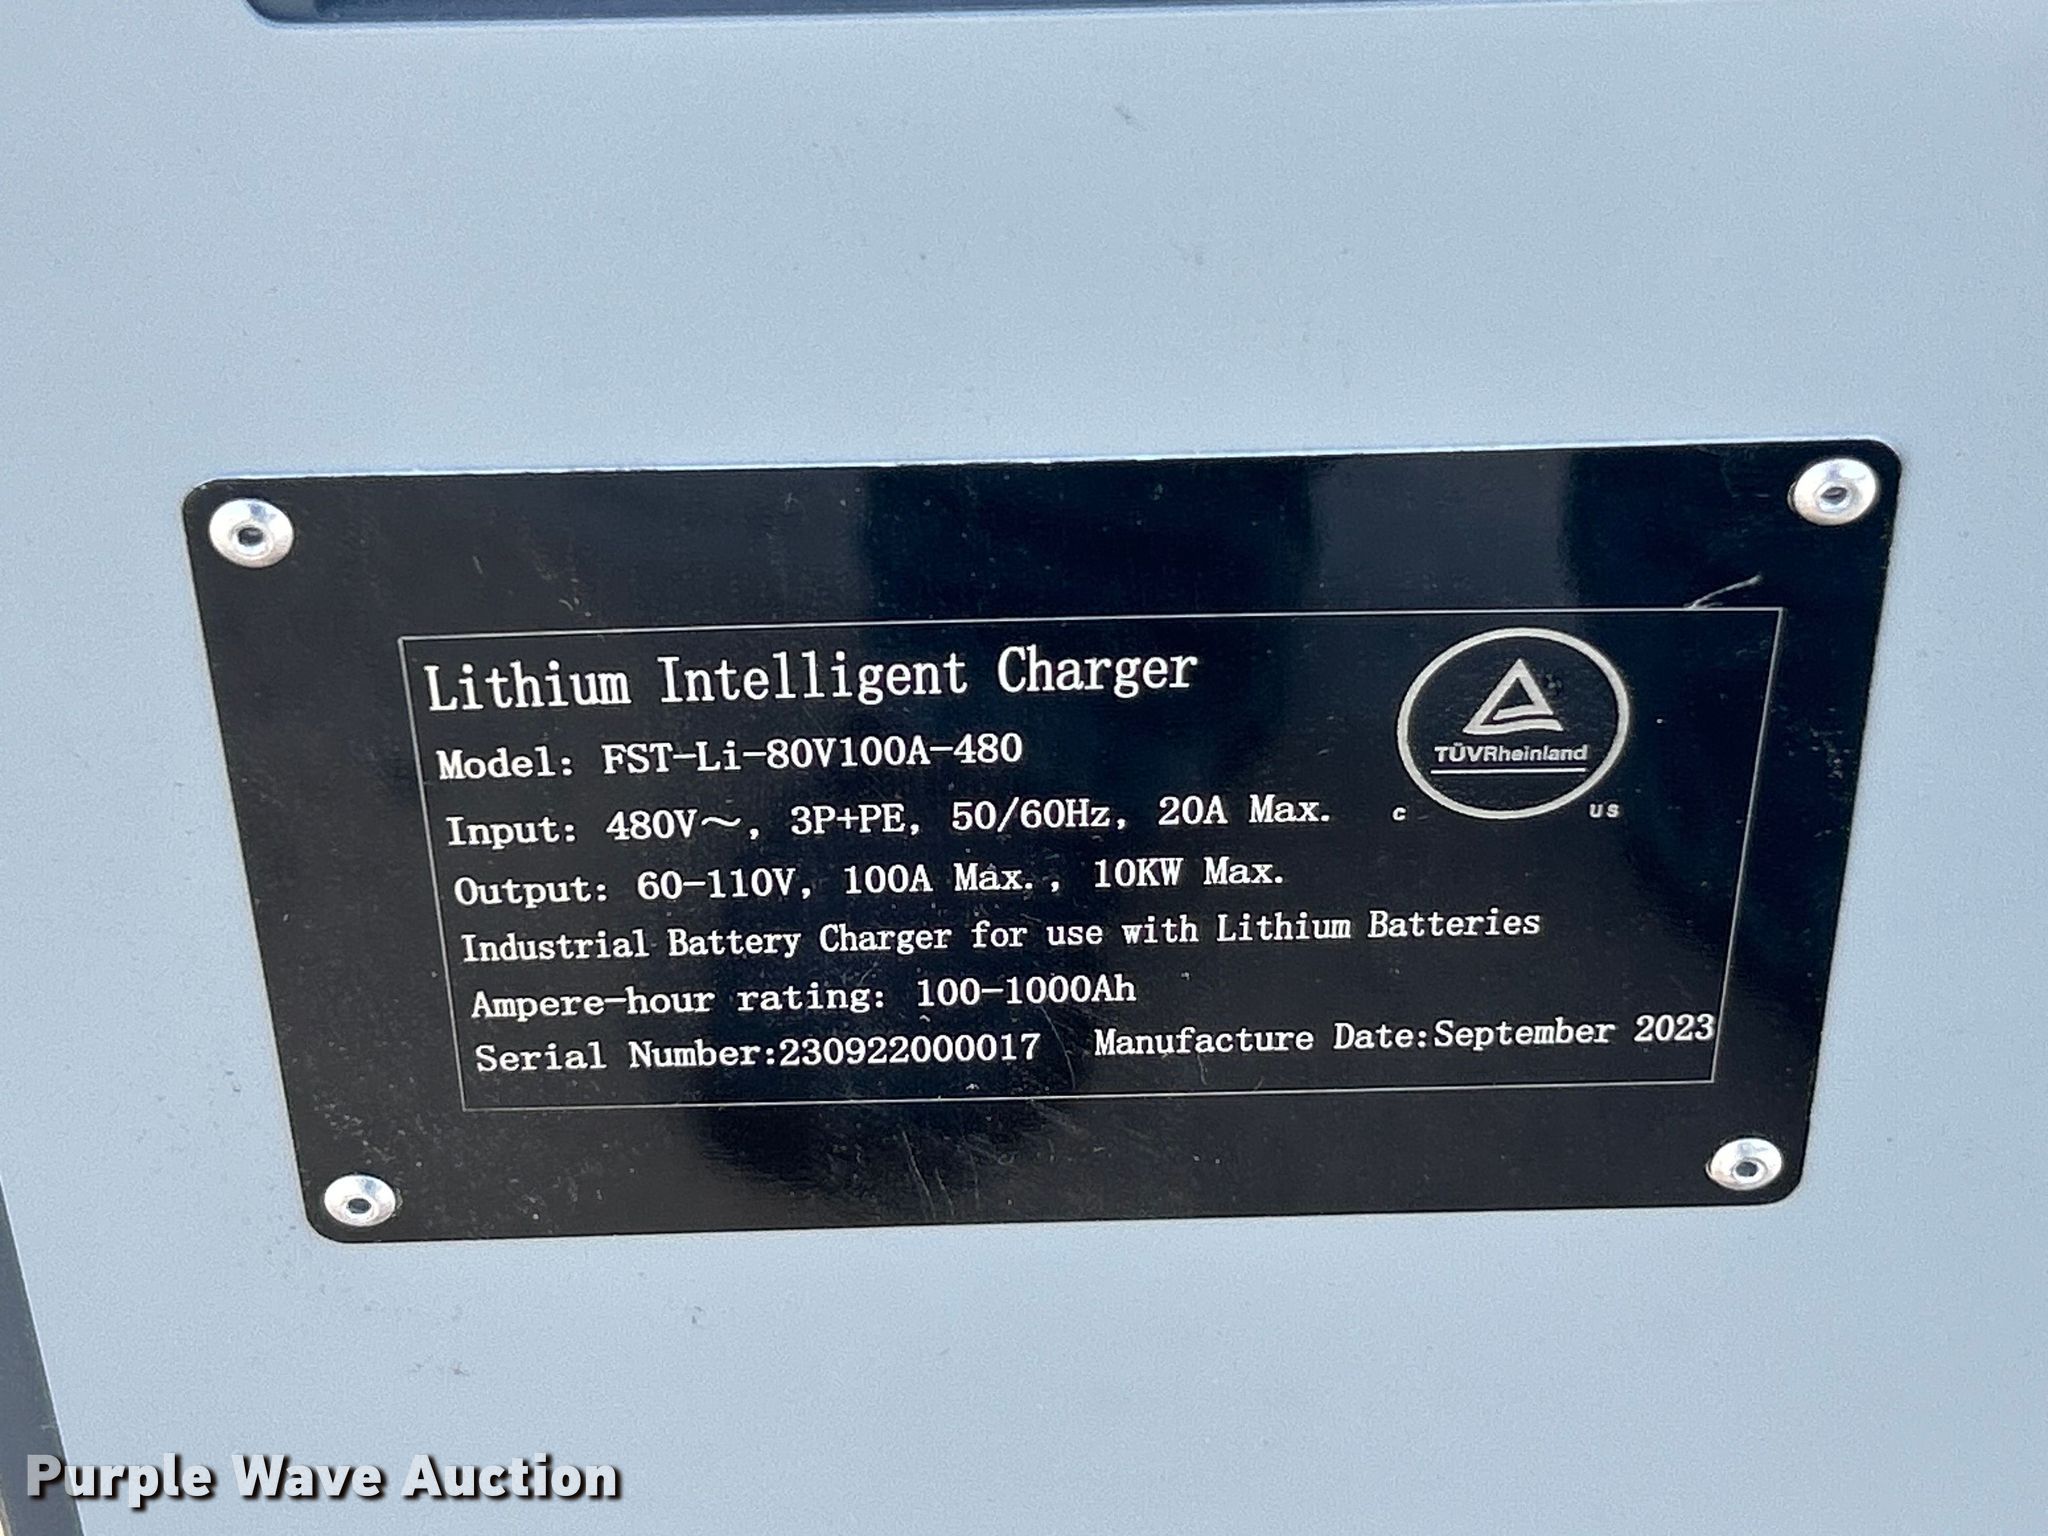 Lithium Intelligent Charger
Model: FST-Li-80V100A-480
Input: 480V～, 3P+PE, 50/60Hz, 20A Max.
Output: 60-110V, 100A Max., 10KW Max.
Industrial Battery Charger for use with Lithium Batteries
Ampere-hour rating: 100-1000Ah
Serial Number:230922000017 Manufacture Date:September 2023
TÜVRheinland
C US
Purple Wave Auction